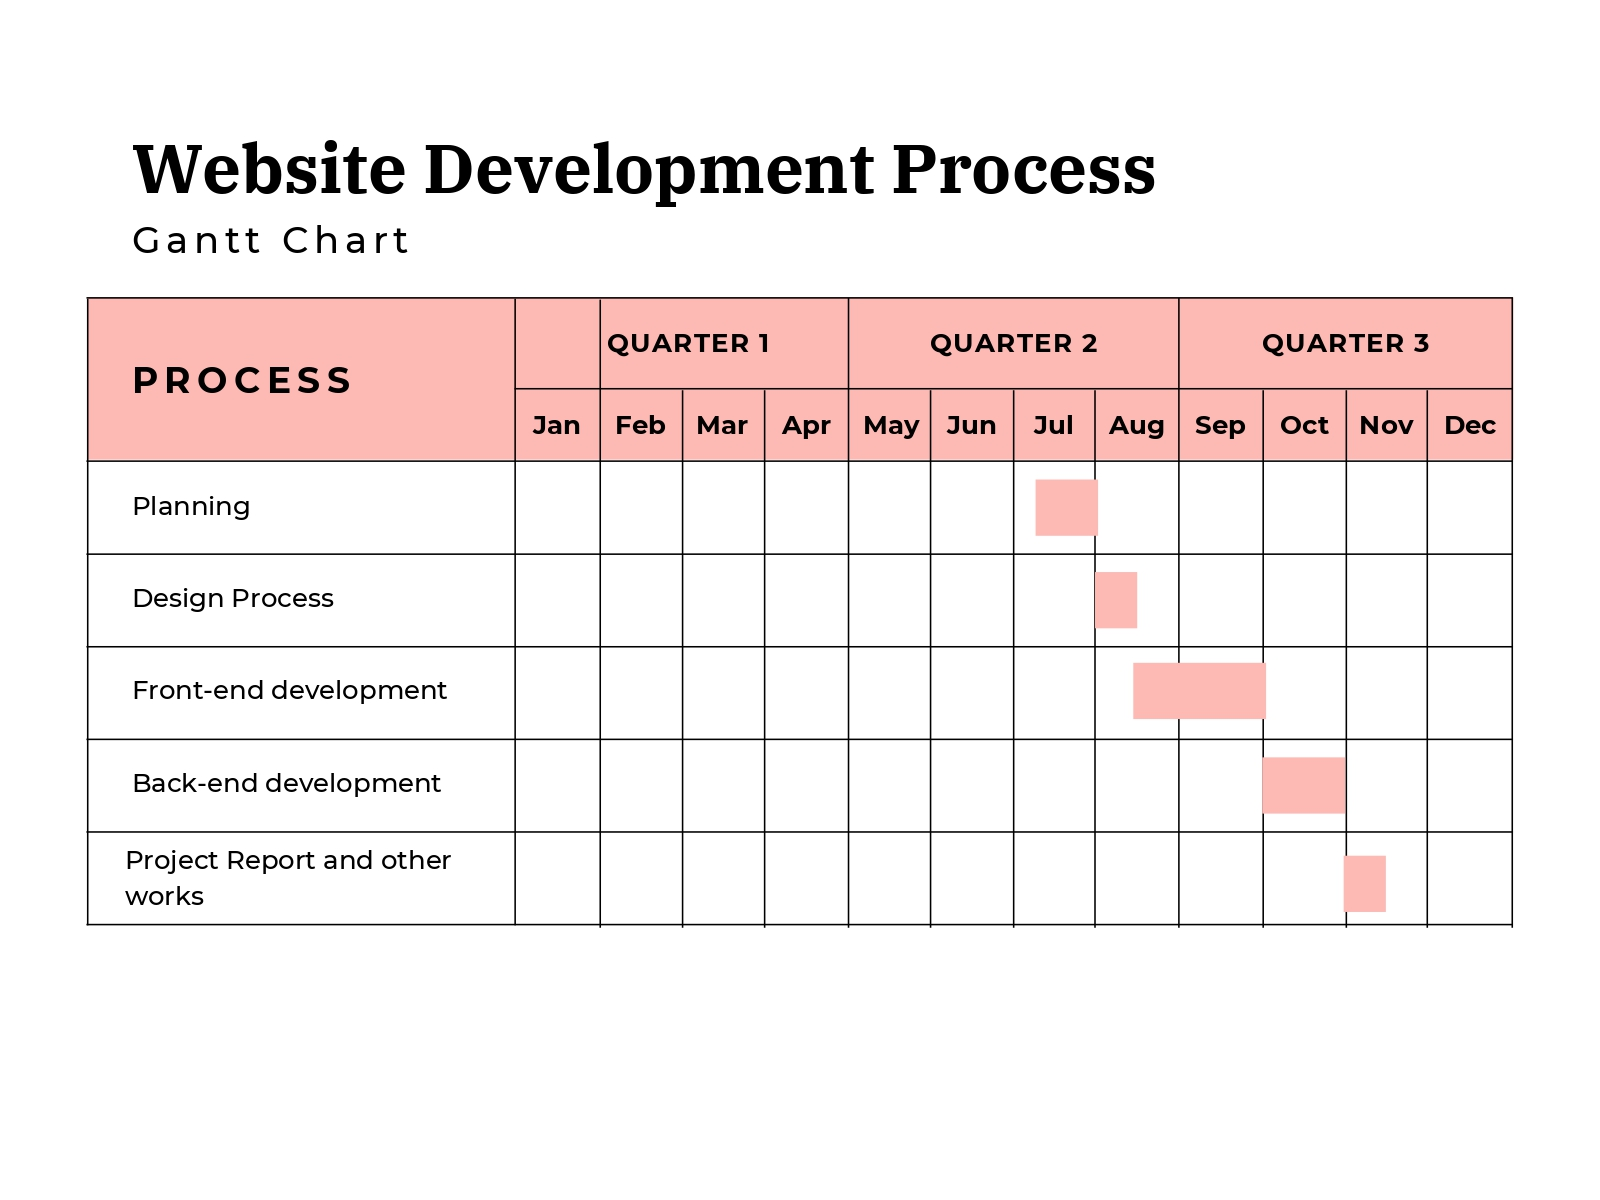 Website Development Process
Gantt Chart
PROCESS
QUARTER 1 QUARTER 2 QUARTER 3
Jan Feb Mar Apr May Jun Jul Aug Sep Oct Nov Dec
Planning
Design Process
Front-end development
Back-end development
Project Report and other
works